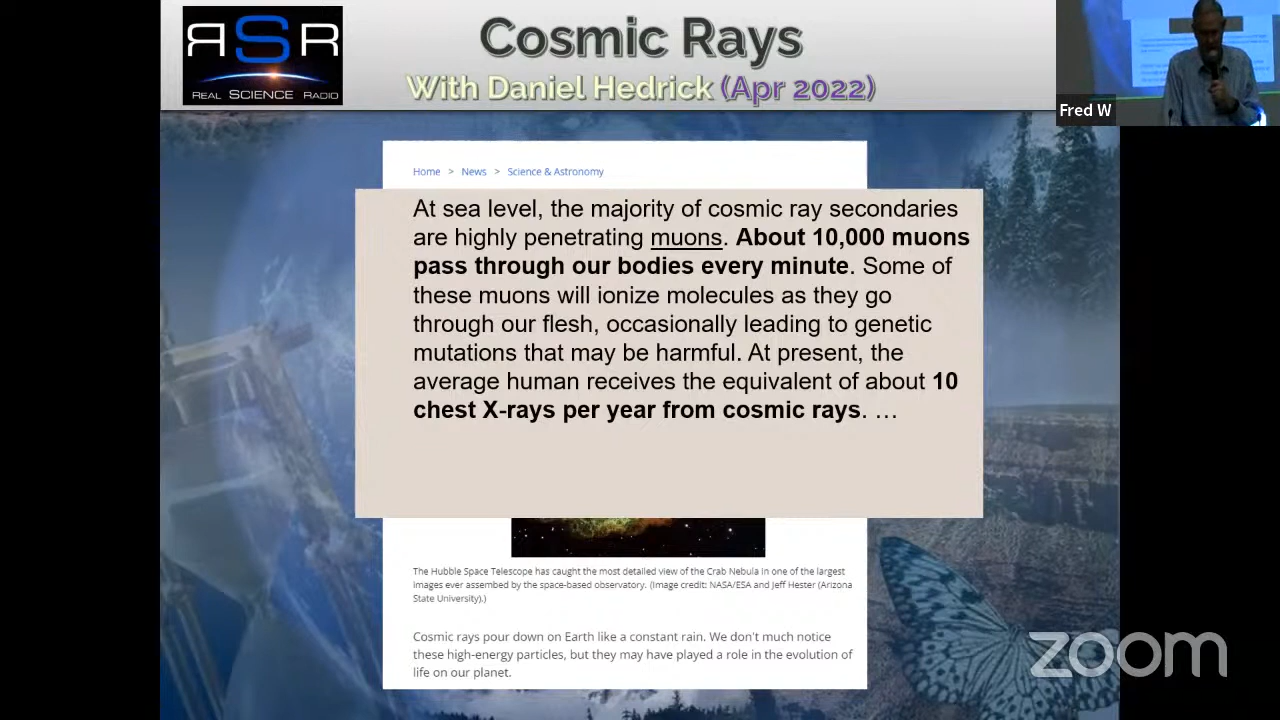 RSR
REAL SCIENCE RADIO
Cosmic Rays
With Daniel Hedrick (Apr 2022)
Fred W
Home > News > Science & Astronomy
At sea level, the majority of cosmic ray secondaries
are highly penetrating muons. About 10,000 muons
pass through our bodies every minute. Some of
these muons will ionize molecules as they go
through our flesh, occasionally leading to genetic
mutations that may be harmful. At present, the
average human receives the equivalent of about 10
chest X-rays per year from cosmic rays. …
The Hubble Space Telescope has caught the most detailed view of the Crab Nebula in one of the largest
images ever assembed by the space-based observatory. (Image credit: NASA/ESA and Jeff Hester (Arizona
State University).)
Cosmic rays pour down on Earth like a constant rain. We don't much notice
these high-energy particles, but they may have played a role in the evolution of
life on our planet.
zoom